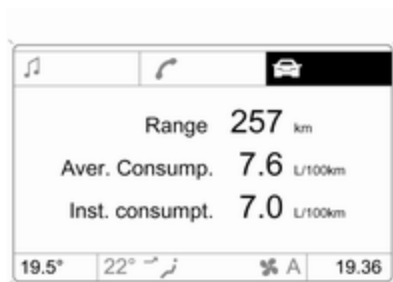 Range 257 km
Aver. Consump. 7.6 L/100km
Inst. consumpt. 7.0 L/100km
19.5° 22° A 19.36